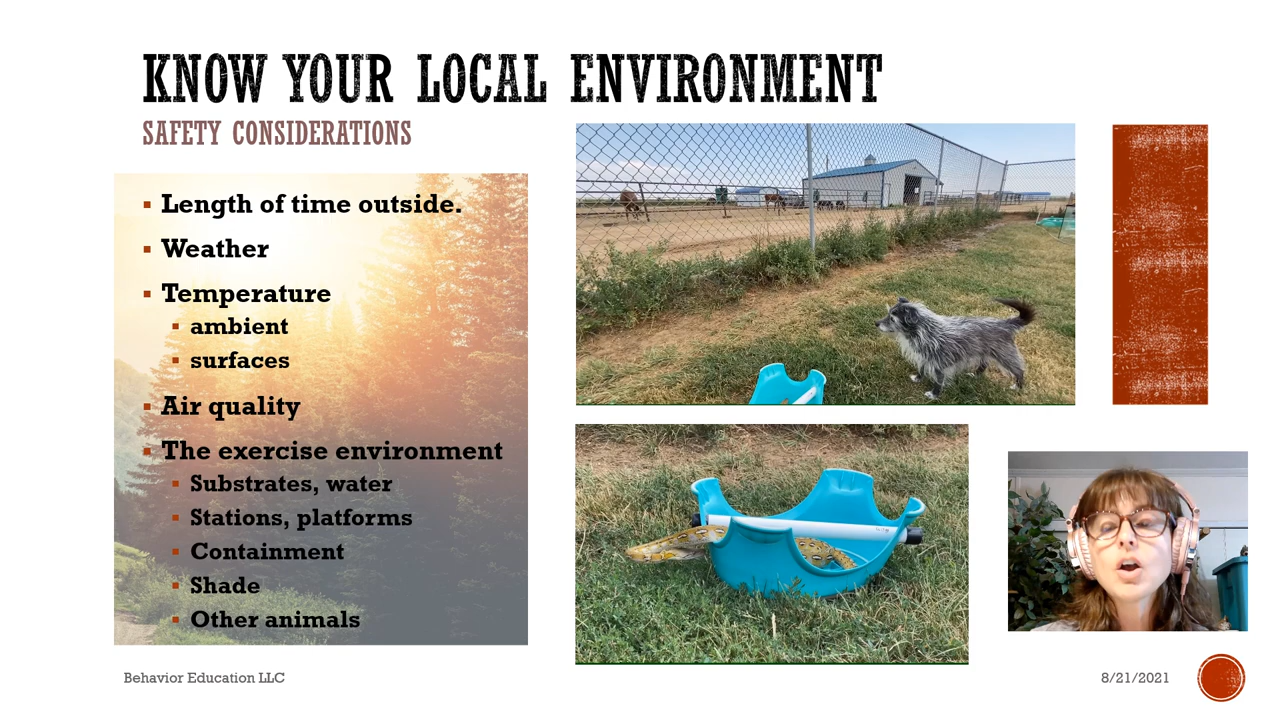 KNOW YOUR LOCAL ENVIRONMENT
SAFETY CONSIDERATIONS
Length of time outside.
Weather
Temperature
ambient
surfaces
Air quality
The exercise environment
Substrates, water
Stations, platforms
Containment
Shade
Other animals
Behavior Education LLC
8/21/2021